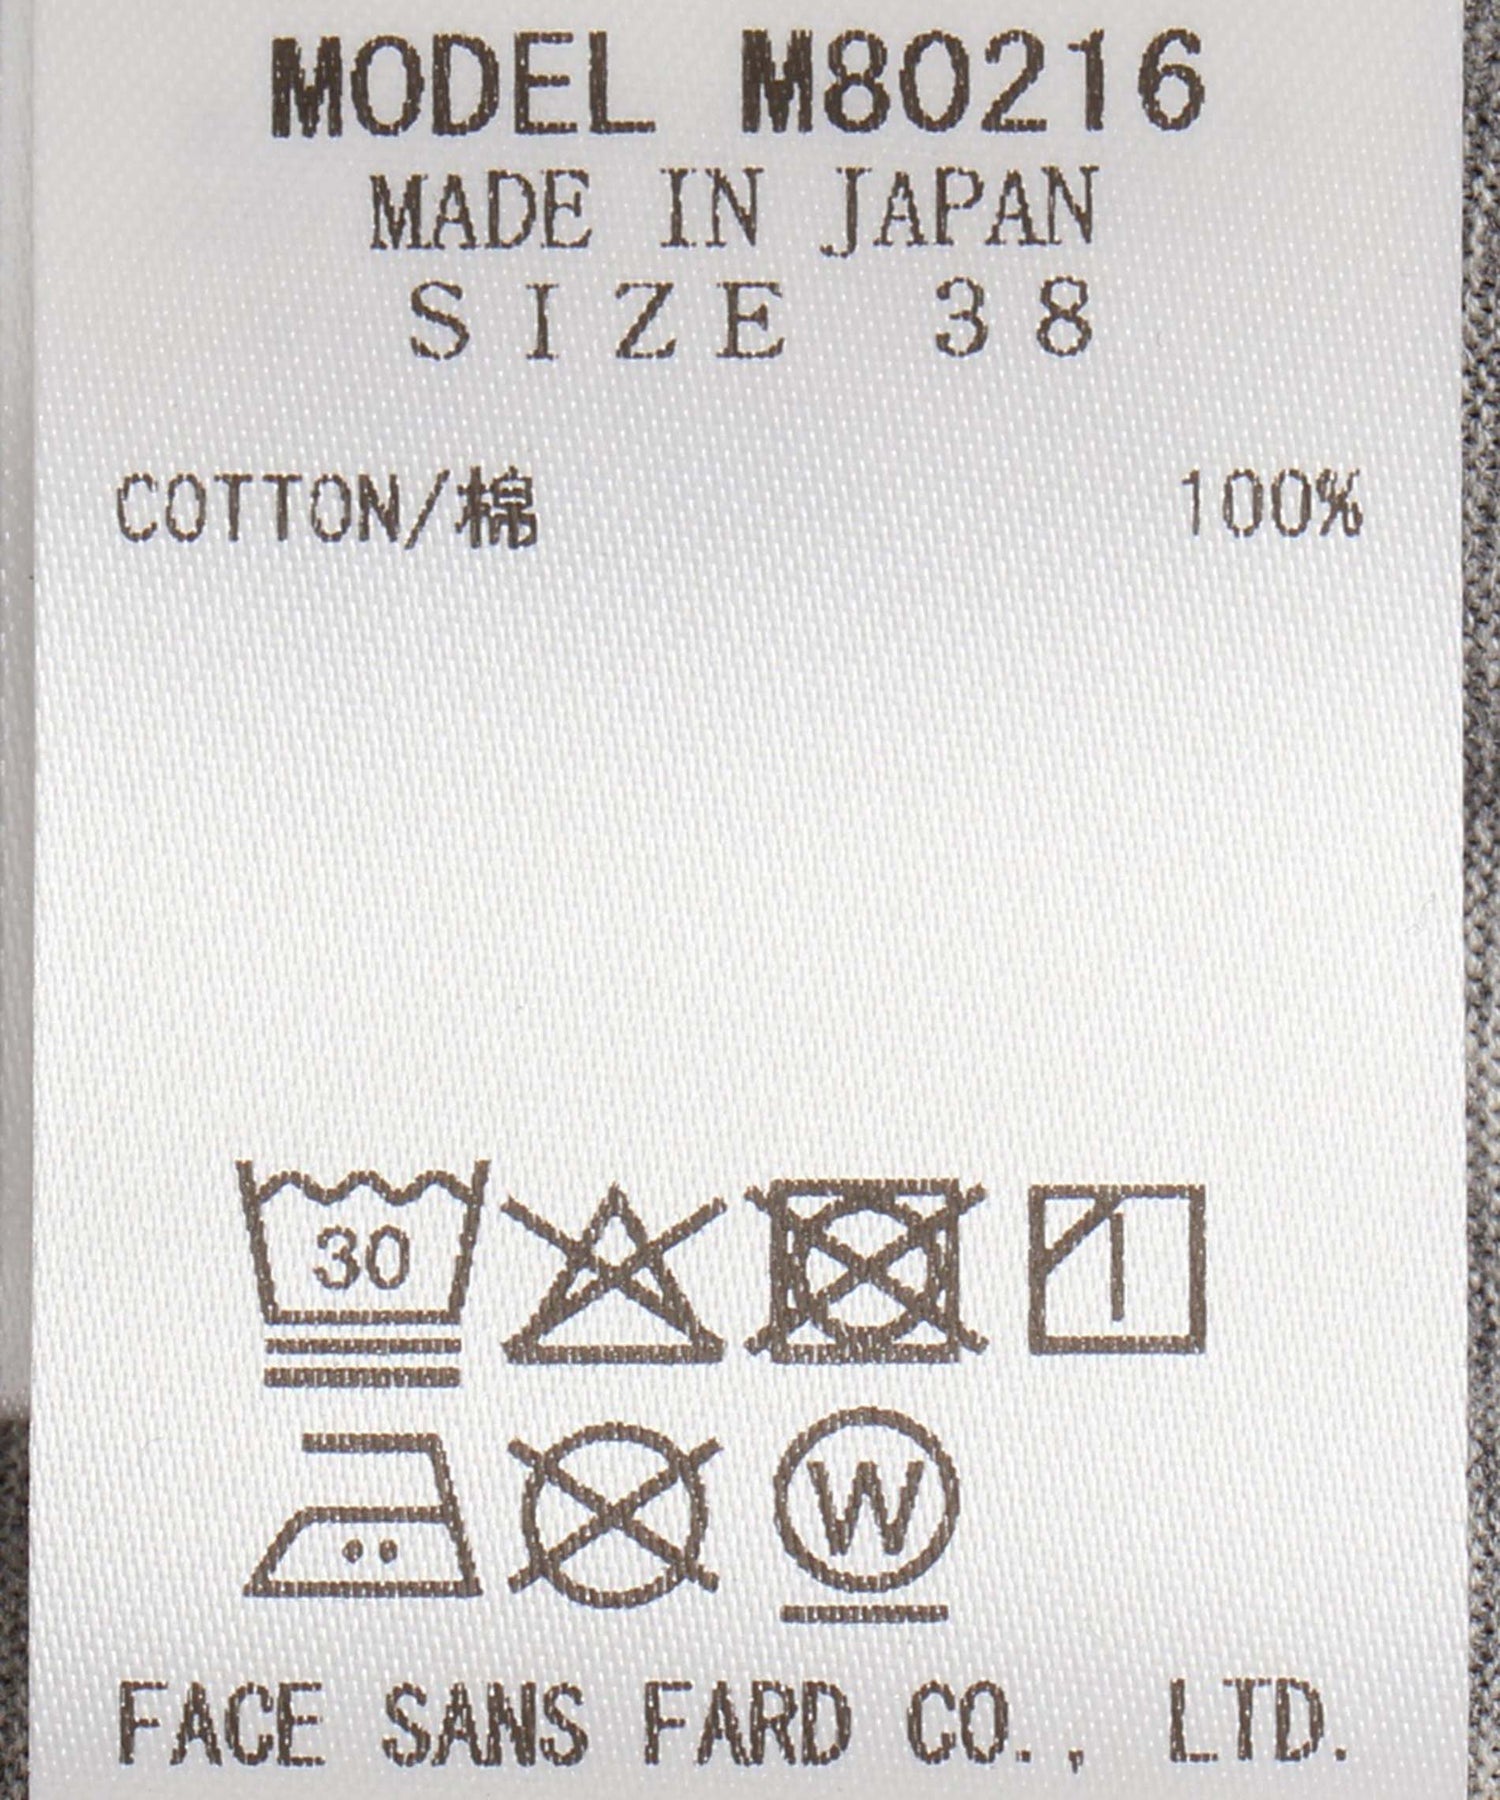 MODEL M80216
MADE IN JAPAN
SIZE 38
COTTON/棉 100%
30
W
FACE SANS FARD CO., LTD.